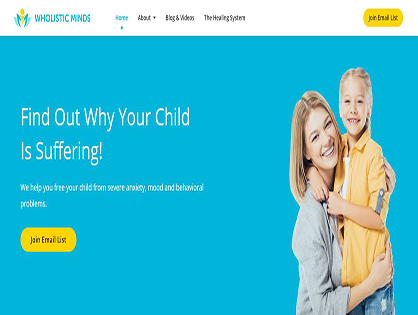 WHOLISTIC MINDS
Home About Blog & Videos The Healing System
Join Email List
Find Out Why Your Child
Is Suffering!
We help you free your child from severe anxiety, mood and behavioral
problems.
Join Email List